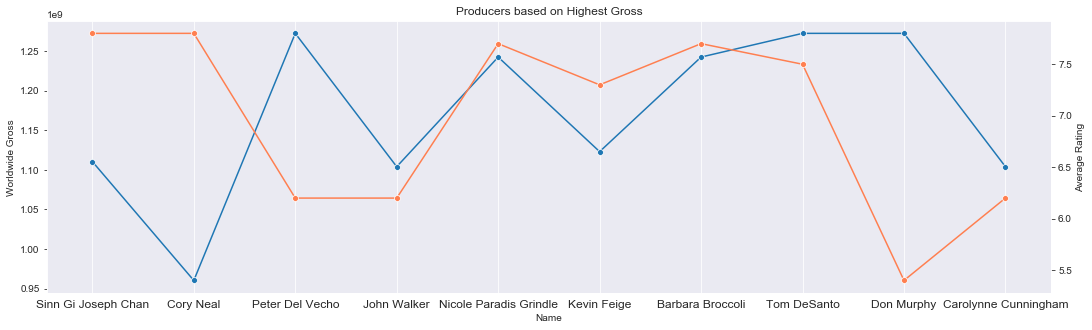 Producers based on Highest Gross
1e9
1.25
1.20
1.15
1.10
1.05
1.00
0.95
Worldwide Gross
7.5
7.0
6.5
6.0
5.5
Average Rating
Sinn Gi Joseph Chan
Cory Neal
Peter Del Vecho
John Walker
Nicole Paradis Grindle
Kevin Feige
Barbara Broccoli
Tom DeSanto
Don Murphy
Carolynne Cunningham
Name